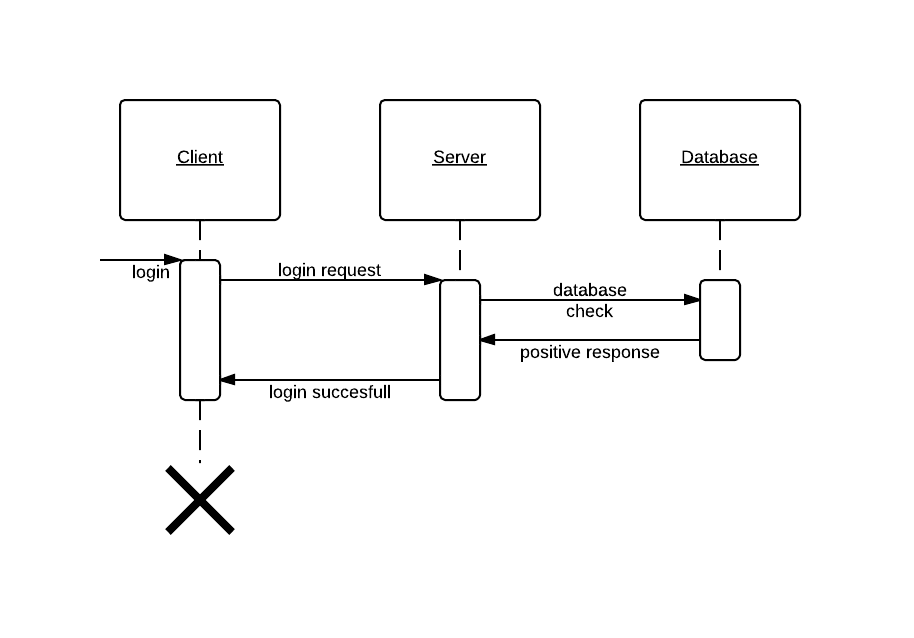 Client
Server
Database
login
login request
database
check
positive response
login succesfull